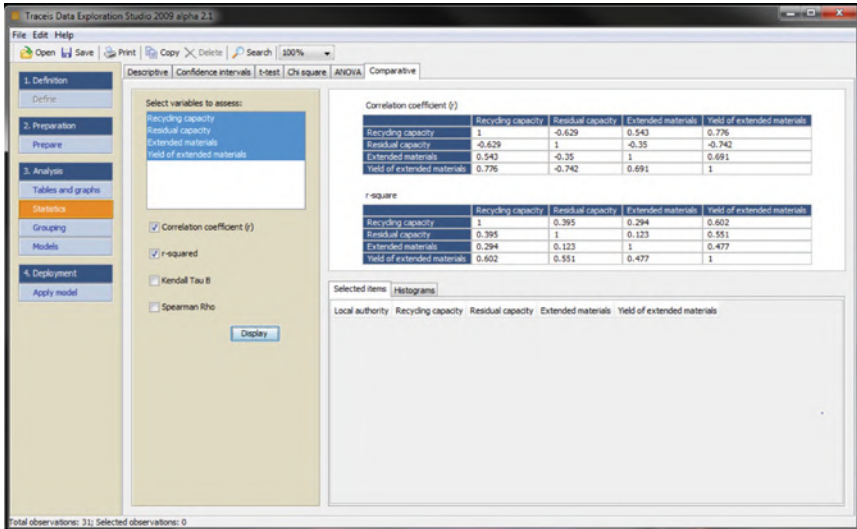 Traceis Data Exploration Studio 2009 alpha 2.1
File Edit Help
Open Save Print Copy Delete Search 100%
1. Definition
Define
2. Preparation
Prepare
3. Analysis
Tables and graphs
Statistics
Grouping
Models
4. Deployment
Apply model
Descriptive Confidence intervals t-test Chi square ANOVA Comparative
Select variables to assess:
Recycling capacity
Residual capacity
Extended materials
Yield of extended materials
Correlation coefficient (r)
r-squared
Kendall Tau B
Spearman Rho
Display
Correlation coefficient (r)
Recycling capacity Residual capacity Extended materials Yield of extended materials
Recycling capacity 1 -0.629 0.543 0.776
Residual capacity -0.629 1 -0.35 -0.742
Extended materials 0.543 -0.35 1 0.691
Yield of extended materials 0.776 -0.742 0.691 1
r-square
Recycling capacity Residual capacity Extended materials Yield of extended materials
Recycling capacity 1 0.395 0.294 0.602
Residual capacity 0.395 1 0.123 0.551
Extended materials 0.294 0.123 1 0.477
Yield of extended materials 0.602 0.551 0.477 1
Selected items Histograms
Local authority Recycling capacity Residual capacity Extended materials Yield of extended materials
Total observations: 31; Selected observations: 0